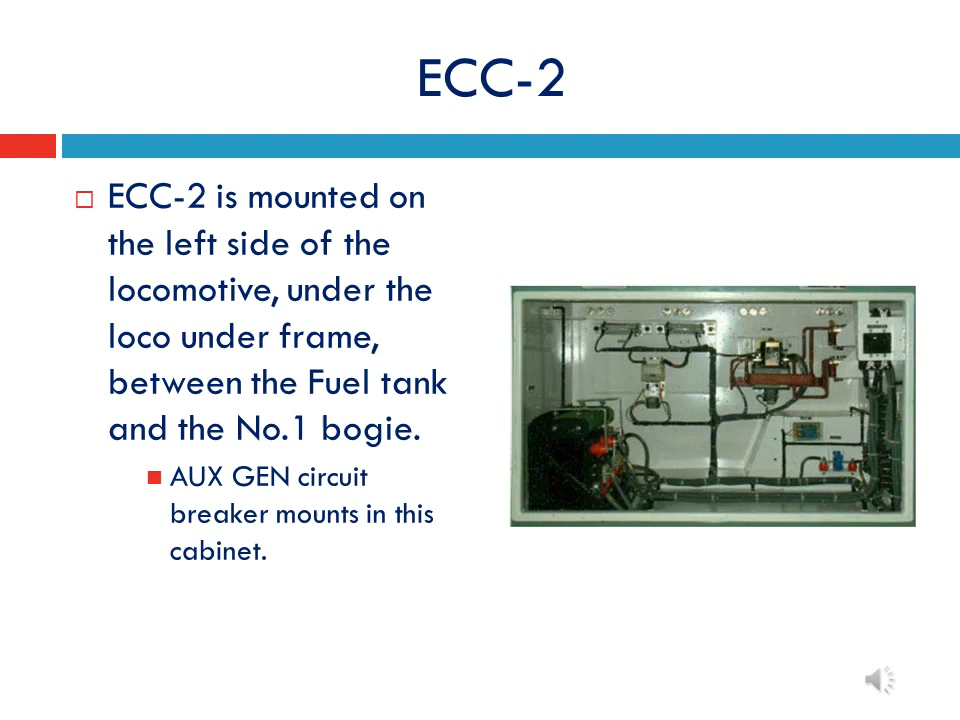 ECC-2
ECC-2 is mounted on
the left side of the
locomotive, under the
loco under frame,
between the Fuel tank
and the No.1 bogie.
AUX GEN circuit
breaker mounts in this
cabinet.